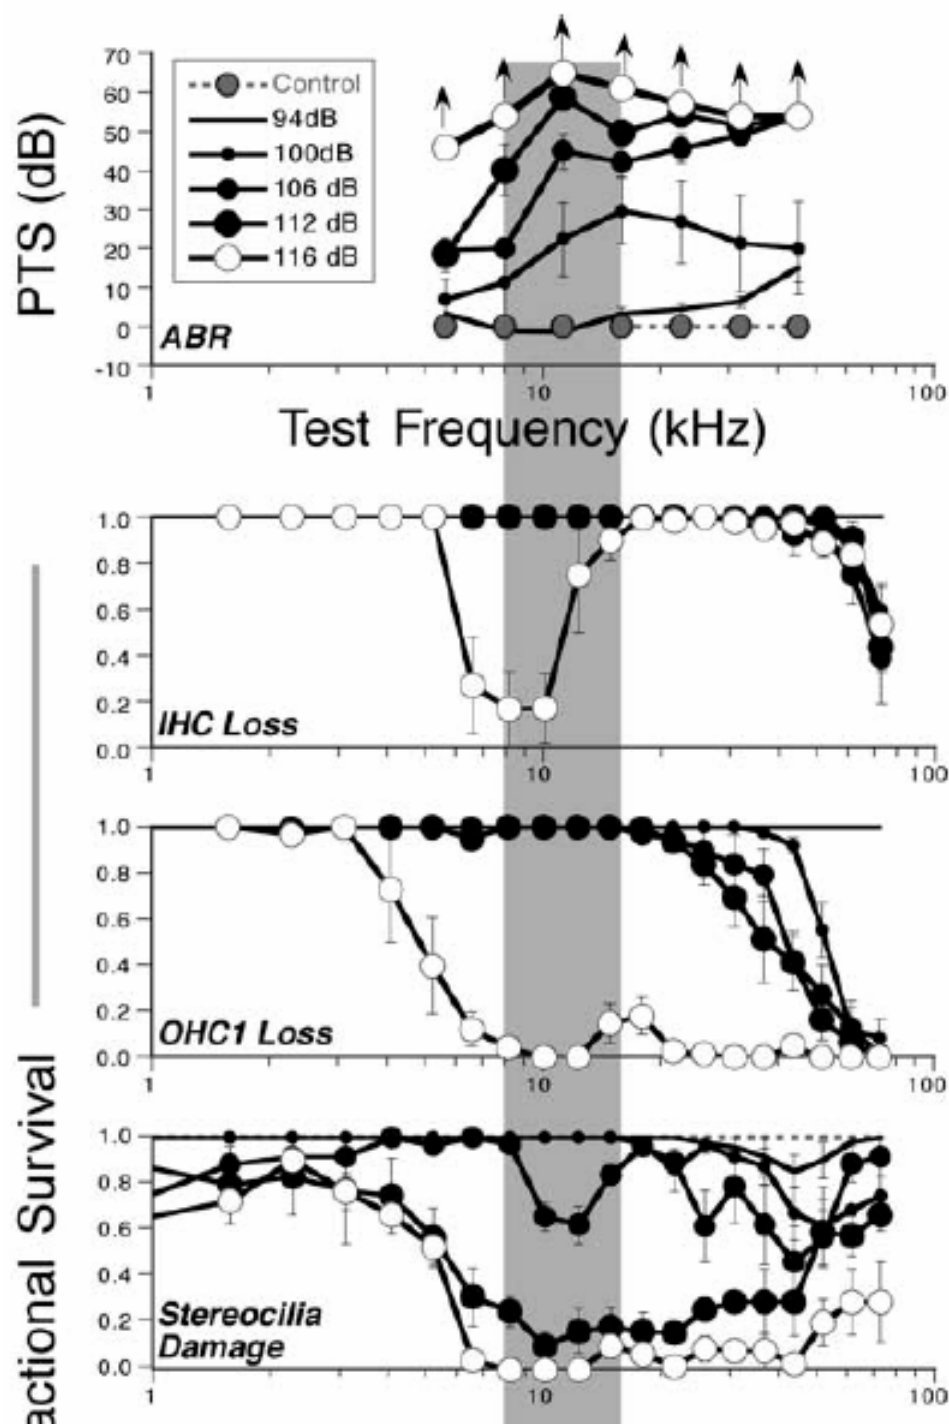 PTS (dB)
70
60
50
40
30
20
10
0
-10
Control
94dB
100dB
106 dB
112 dB
116 dB
ABR
1
10
100
Test Frequency (kHz)
1.0
0.8
0.6
0.4
0.2
0.0
IHC Loss
1
10
100
1.0
0.8
0.6
0.4
0.2
0.0
OHC1 Loss
1
10
100
actional Survival
1.0
0.8
0.6
0.4
0.2
0.0
Stereocilia
Damage
1
10
100